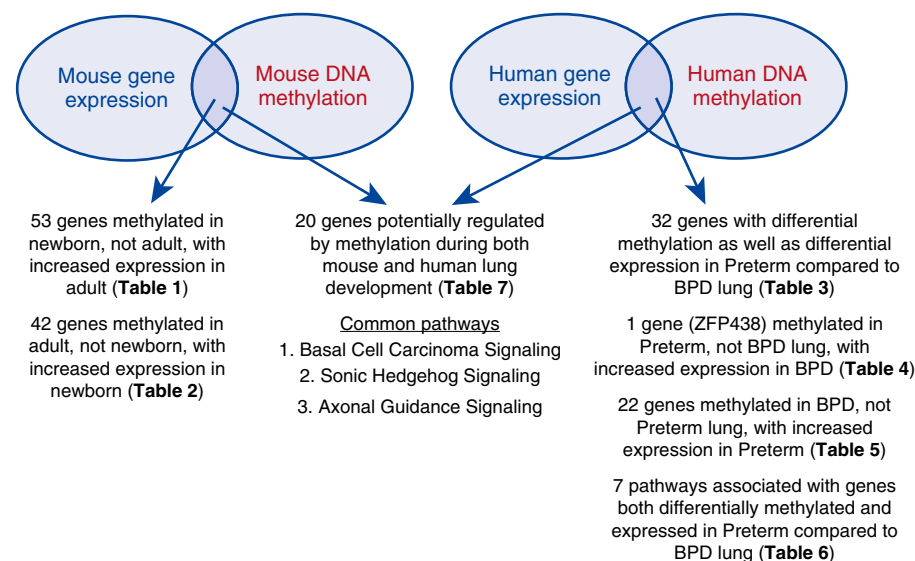 Mouse gene
expression
Mouse DNA
methylation
Human gene
expression
Human DNA
methylation
53 genes methylated in
newborn, not adult, with
increased expression in
adult (Table 1)
42 genes methylated in
adult, not newborn, with
increased expression in
newborn (Table 2)
20 genes potentially regulated
by methylation during both
mouse and human lung
development (Table 7)
Common pathways
1. Basal Cell Carcinoma Signaling
2. Sonic Hedgehog Signaling
3. Axonal Guidance Signaling
32 genes with differential
methylation as well as differential
expression in Preterm compared to
BPD lung (Table 3)
1 gene (ZFP438) methylated in
Preterm, not BPD lung, with
increased expression in BPD (Table 4)
22 genes methylated in BPD, not
Preterm lung, with increased
expression in Preterm (Table 5)
7 pathways associated with genes
both differentially methylated and
expressed in Preterm compared to
BPD lung (Table 6)